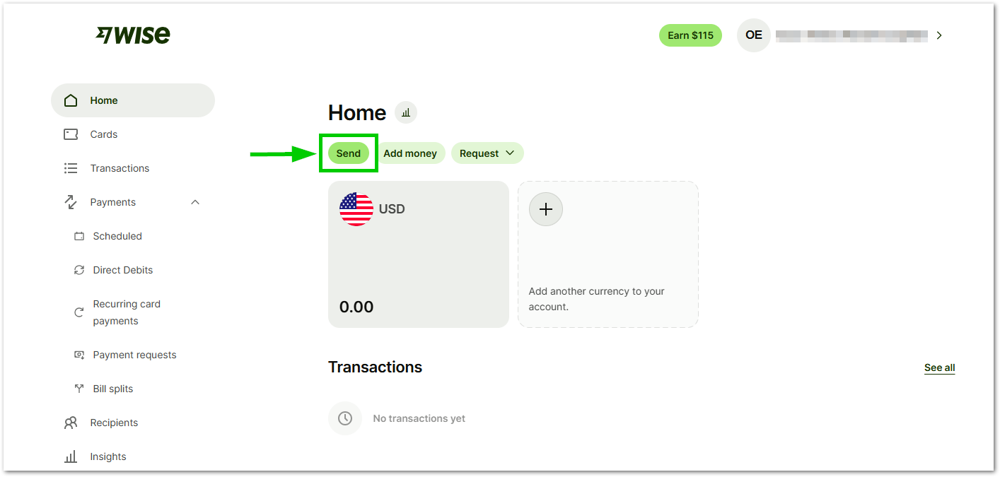 WISE
Earn $115
OE
Home
Cards
Transactions
Payments
Scheduled
Direct Debits
Recurring card
payments
Payment requests
Bill splits
Recipients
Insights
Home
Send
Add money
Request
USD
0.00
Add another currency to your
account.
Transactions
See all
No transactions yet